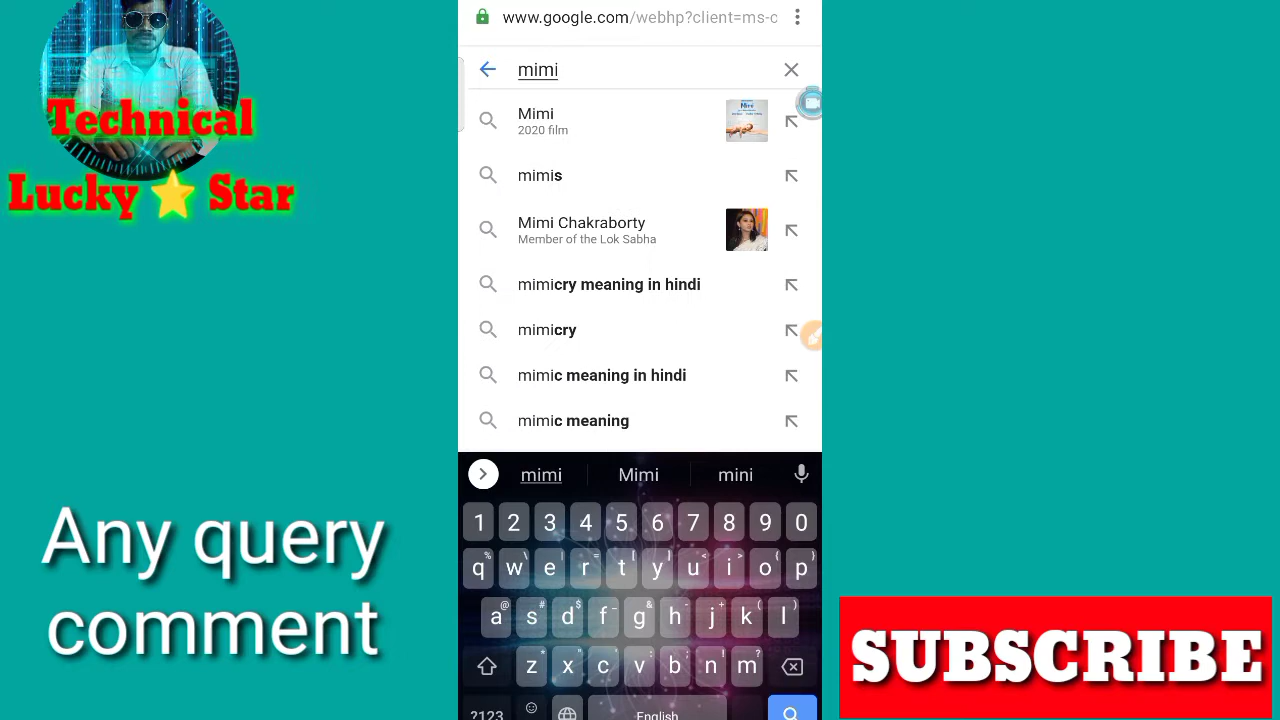 Technical
Lucky ⭐ Star
Any query
comment
www.google.com/webhp?client=ms-c
mimi
Mimi
2020 film
mimis
Mimi Chakraborty
Member of the Lok Sabha
mimicry meaning in hindi
mimicry
mimic meaning in hindi
mimic meaning
mimi Mimi mini
1 2 3 4 5 6 7 8 9 0
% \ | = [ ] < > { }
q w e r t y u i o p
@ # $ _ & - + ( )
a s d f g h j k l
* " ' : ; ! ?
z x c v b n m
?123 English
SUBSCRIBE